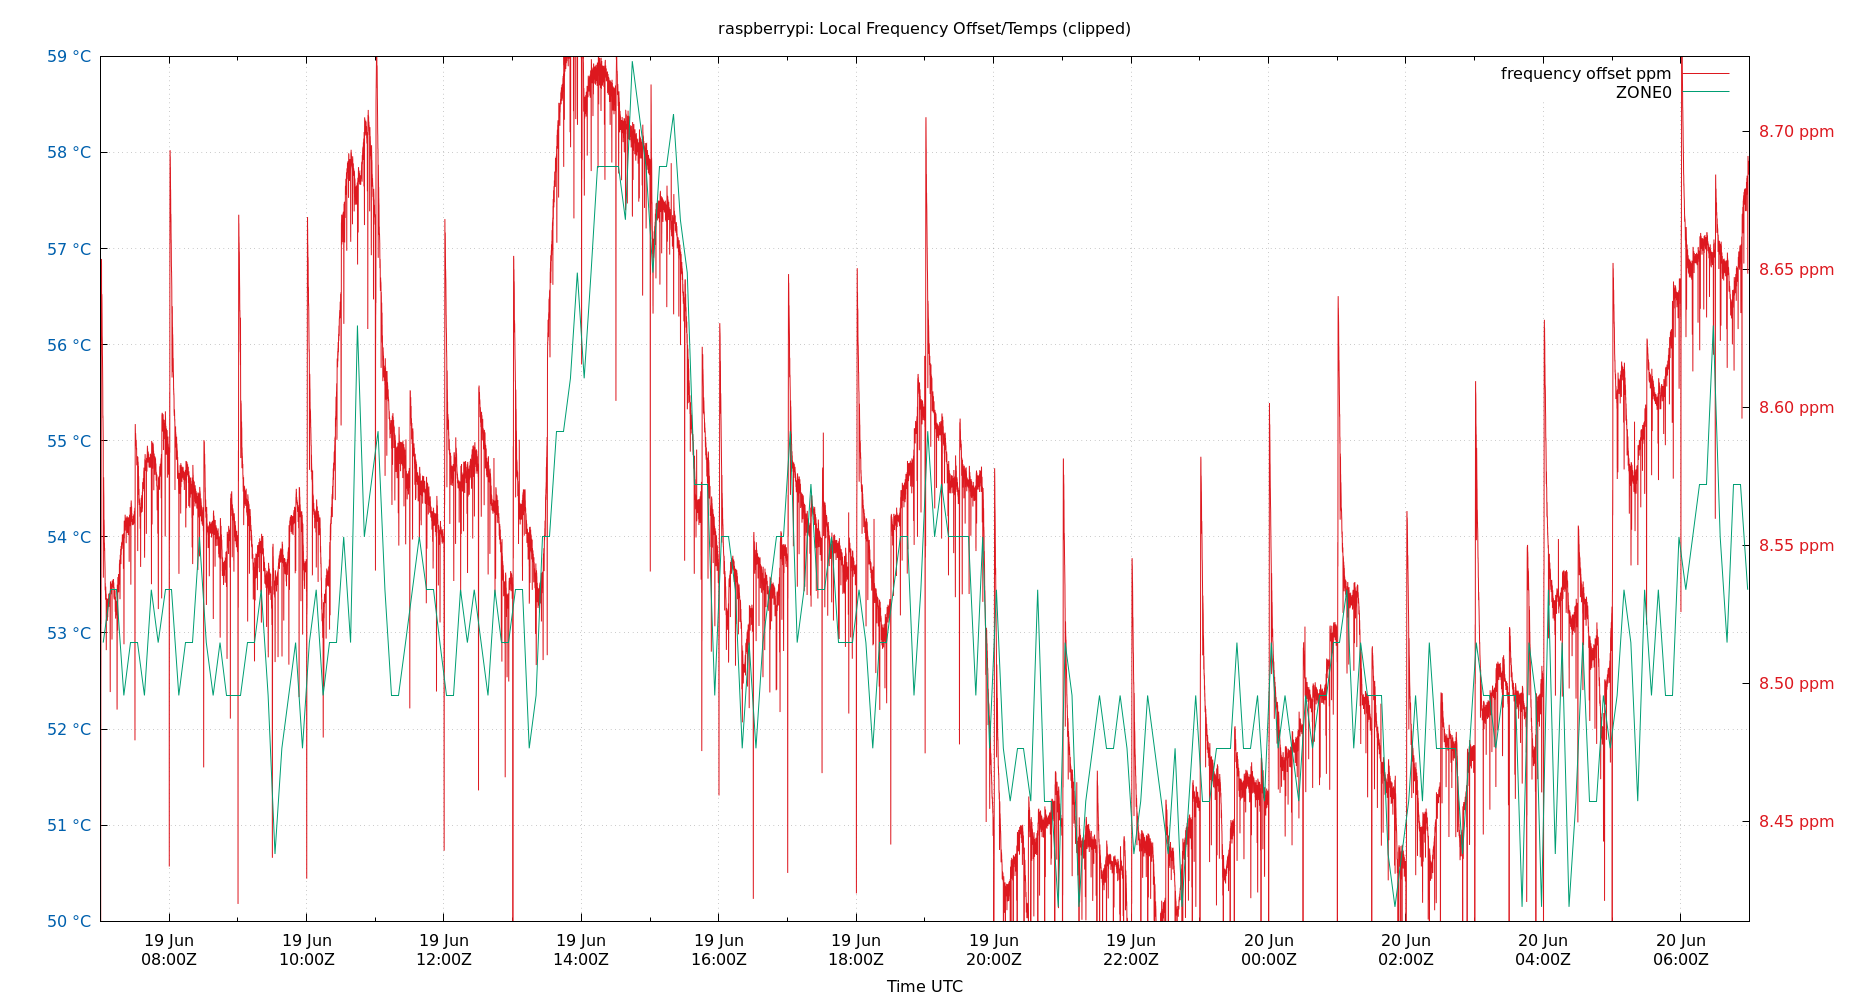 raspberrypi: Local Frequency Offset/Temps (clipped)
59 °C
58 °C
57 °C
56 °C
55 °C
54 °C
53 °C
52 °C
51 °C
50 °C
frequency offset ppm
ZONE0
8.70 ppm
8.65 ppm
8.60 ppm
8.55 ppm
8.50 ppm
8.45 ppm
19 Jun 19 Jun 19 Jun 19 Jun 19 Jun 19 Jun 19 Jun 19 Jun 20 Jun 20 Jun 20 Jun 20 Jun
08:00Z 10:00Z 12:00Z 14:00Z 16:00Z 18:00Z 20:00Z 22:00Z 00:00Z 02:00Z 04:00Z 06:00Z
Time UTC